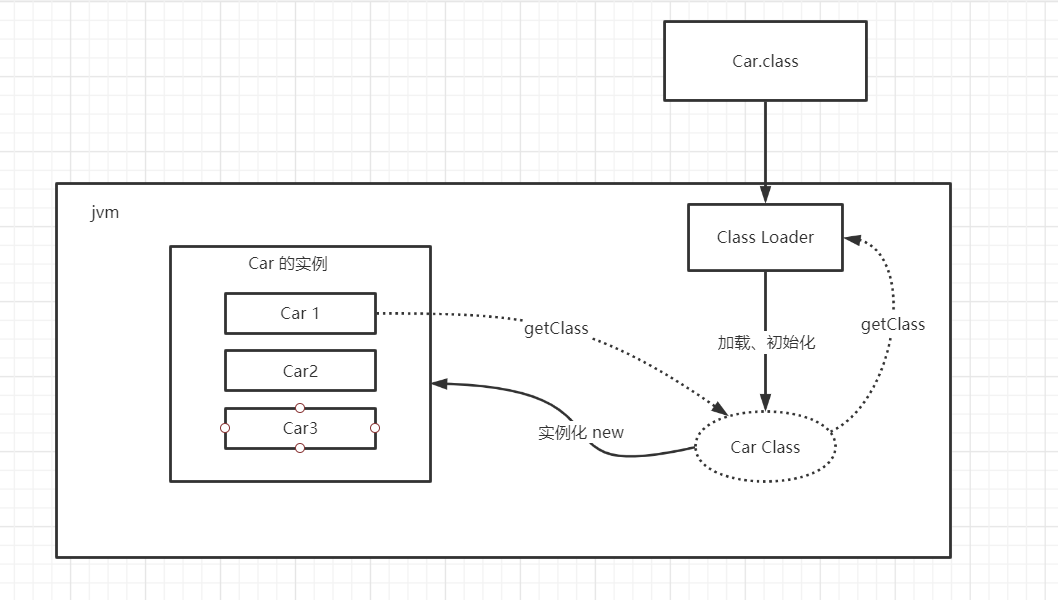 Car.class
jvm
Class Loader
Car 的实例
Car 1
getClass
getClass
加载、初始化
Car2
Car3
实例化 new
Car Class